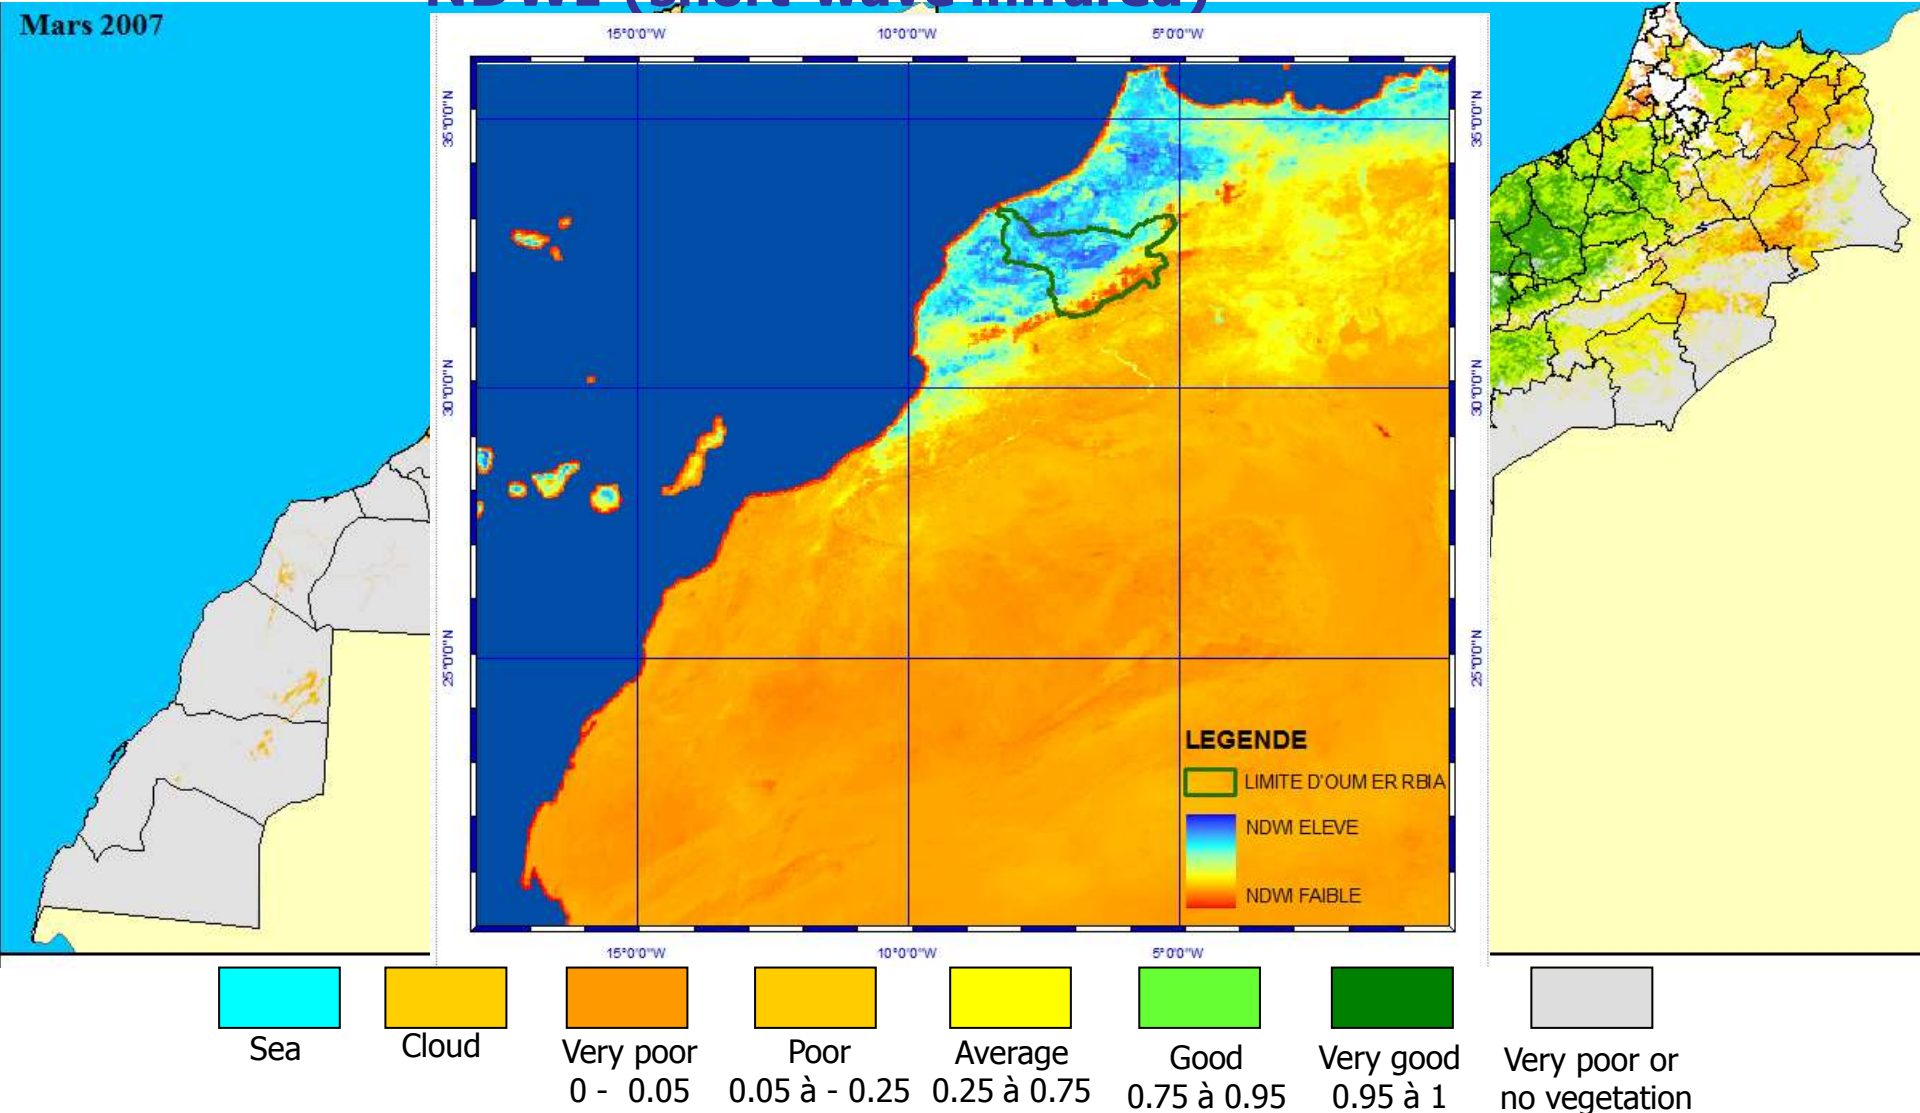 NDWI (short wave infrared)
Mars 2007
15°0'0"W 10°0'0"W 5°0'0"W
35°0'0"N 35°0'0"N
30°0'0"N 30°0'0"N
25°0'0"N 25°0'0"N
LEGENDE
LIMITE D'OUM ER RBIA
NDWI ELEVE
NDWI FAIBLE
15°0'0"W 10°0'0"W 5°0'0"W
Sea Cloud Very poor Poor Average Good Very good Very poor or
0 - 0.05 0.05 à - 0.25 0.25 à 0.75 0.75 à 0.95 0.95 à 1 no vegetation